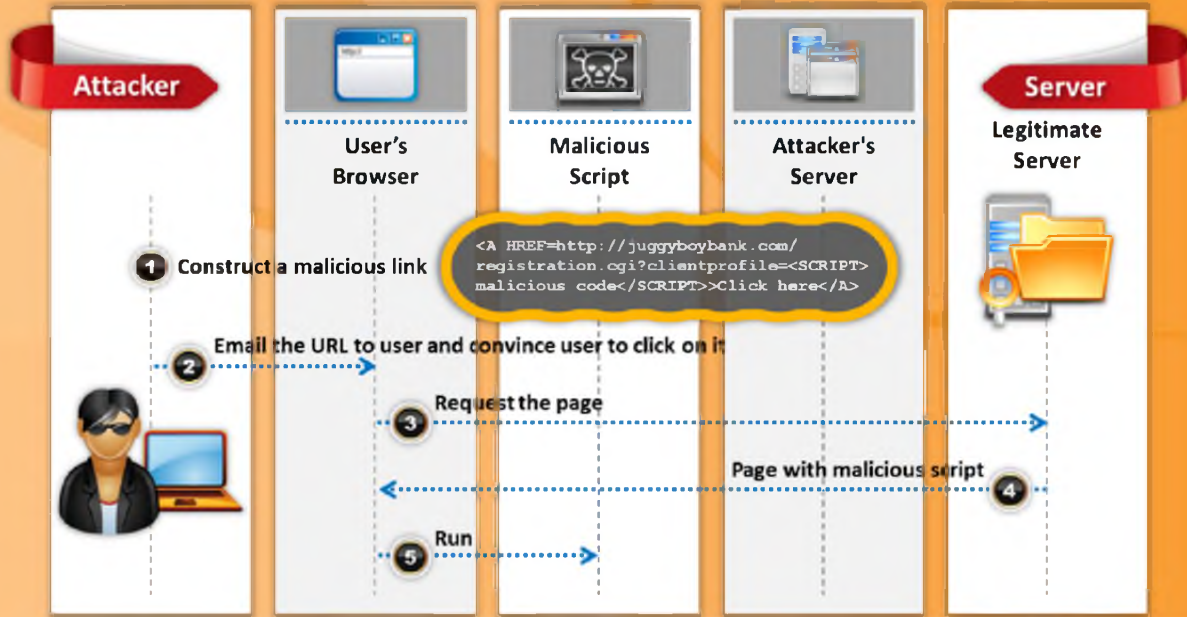 Attacker
Server
User's
Browser
Malicious
Script
Attacker's
Server
Legitimate
Server
http://
<A HREF=http://juggyboybank.com/
registration.cgi?clientprofile=<SCRIPT>
malicious code</SCRIPT>>Click here</A>
1 Construct a malicious link
Email the URL to user and convince user to click on it
2
Request the page
3
Page with malicious script
4
Run
5